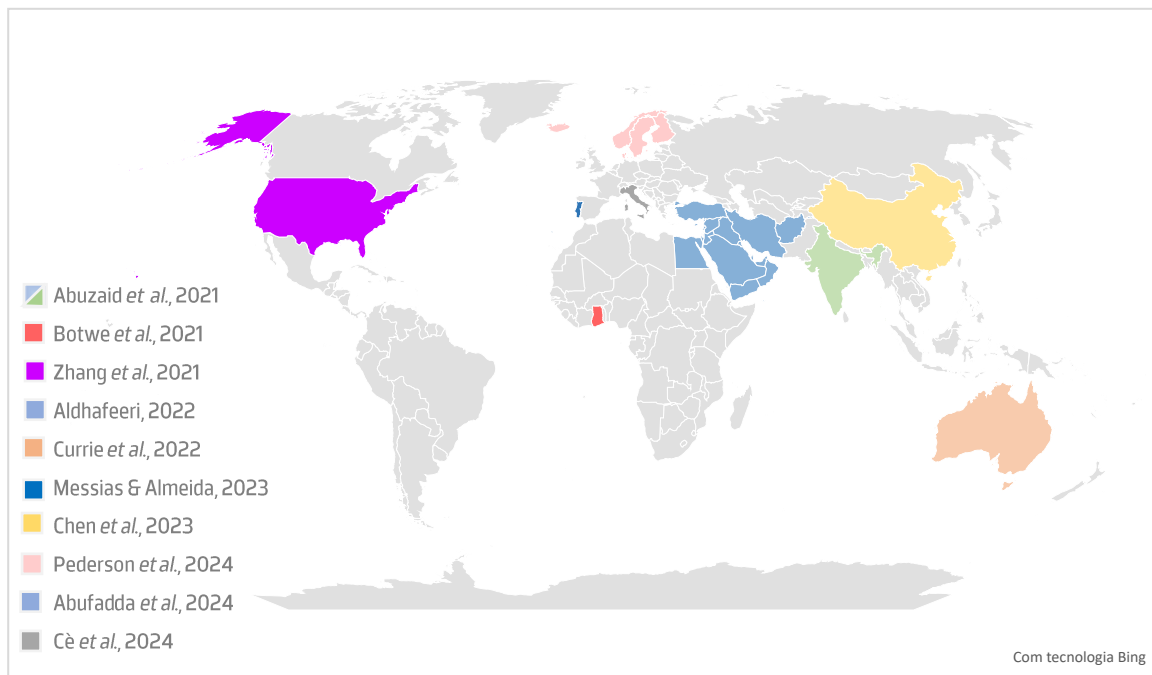 Abuzaid et al., 2021
Botwe et al., 2021
Zhang et al., 2021
Aldhafeeri, 2022
Currie et al., 2022
Messias & Almeida, 2023
Chen et al., 2023
Pederson et al., 2024
Abufadda et al., 2024
Cè et al., 2024
Com tecnologia Bing